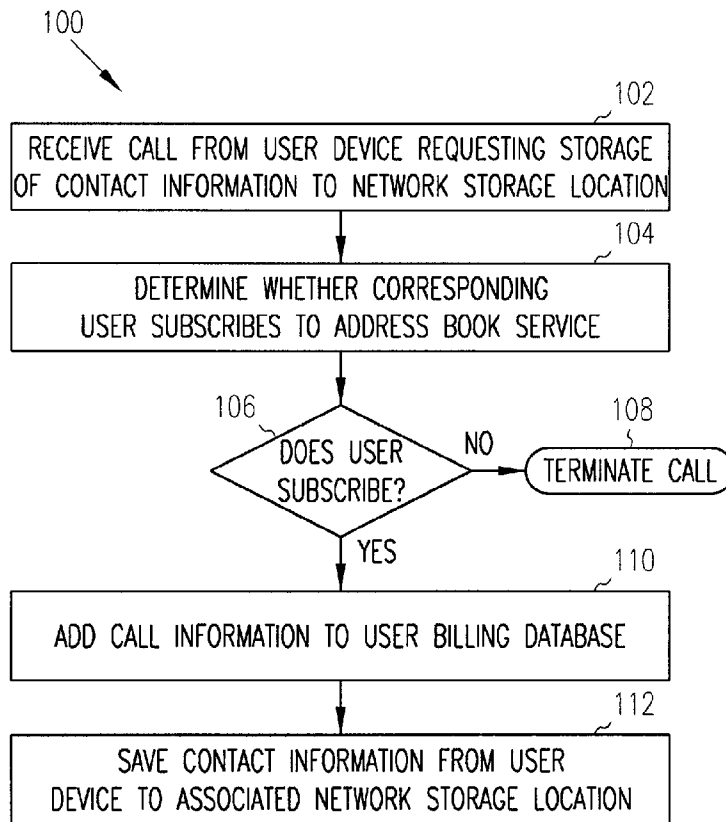 100
102
RECEIVE CALL FROM USER DEVICE REQUESTING STORAGE
OF CONTACT INFORMATION TO NETWORK STORAGE LOCATION
104
DETERMINE WHETHER CORRESPONDING
USER SUBSCRIBES TO ADDRESS BOOK SERVICE
106
DOES USER
SUBSCRIBE?
NO
108
TERMINATE CALL
YES
110
ADD CALL INFORMATION TO USER BILLING DATABASE
112
SAVE CONTACT INFORMATION FROM USER
DEVICE TO ASSOCIATED NETWORK STORAGE LOCATION